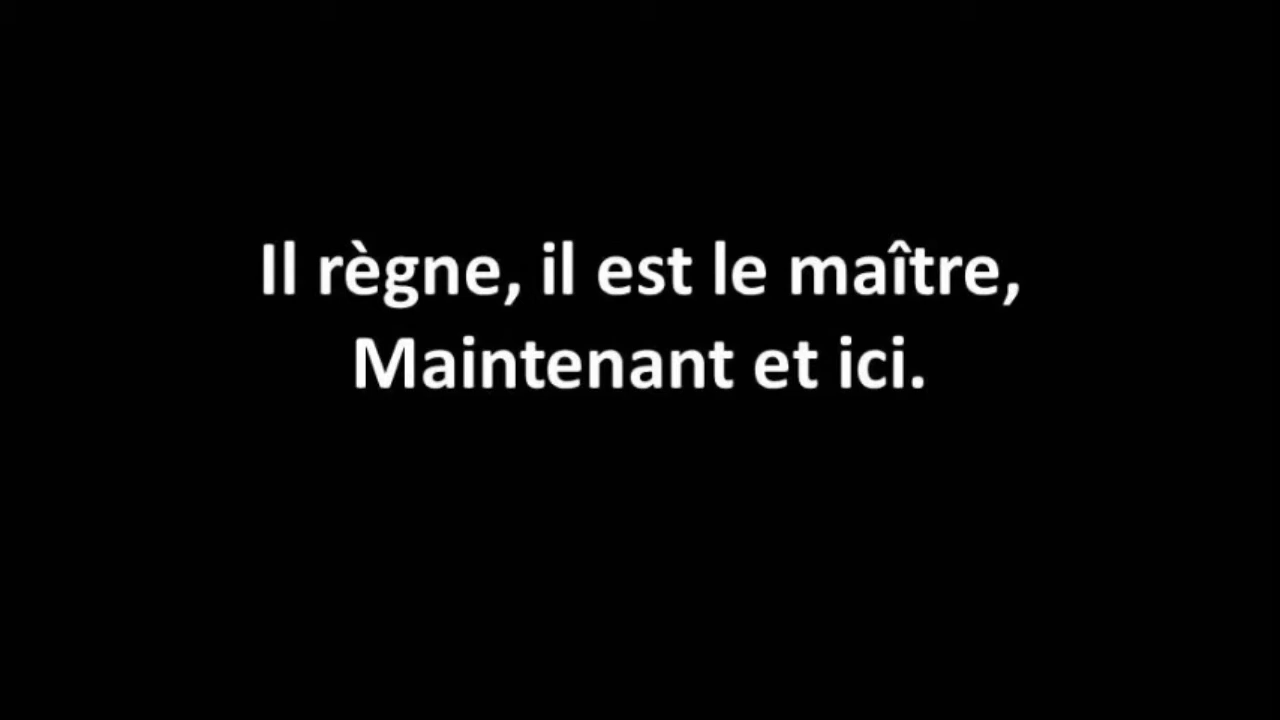 Il règne, il est le maître,
Maintenant et ici.